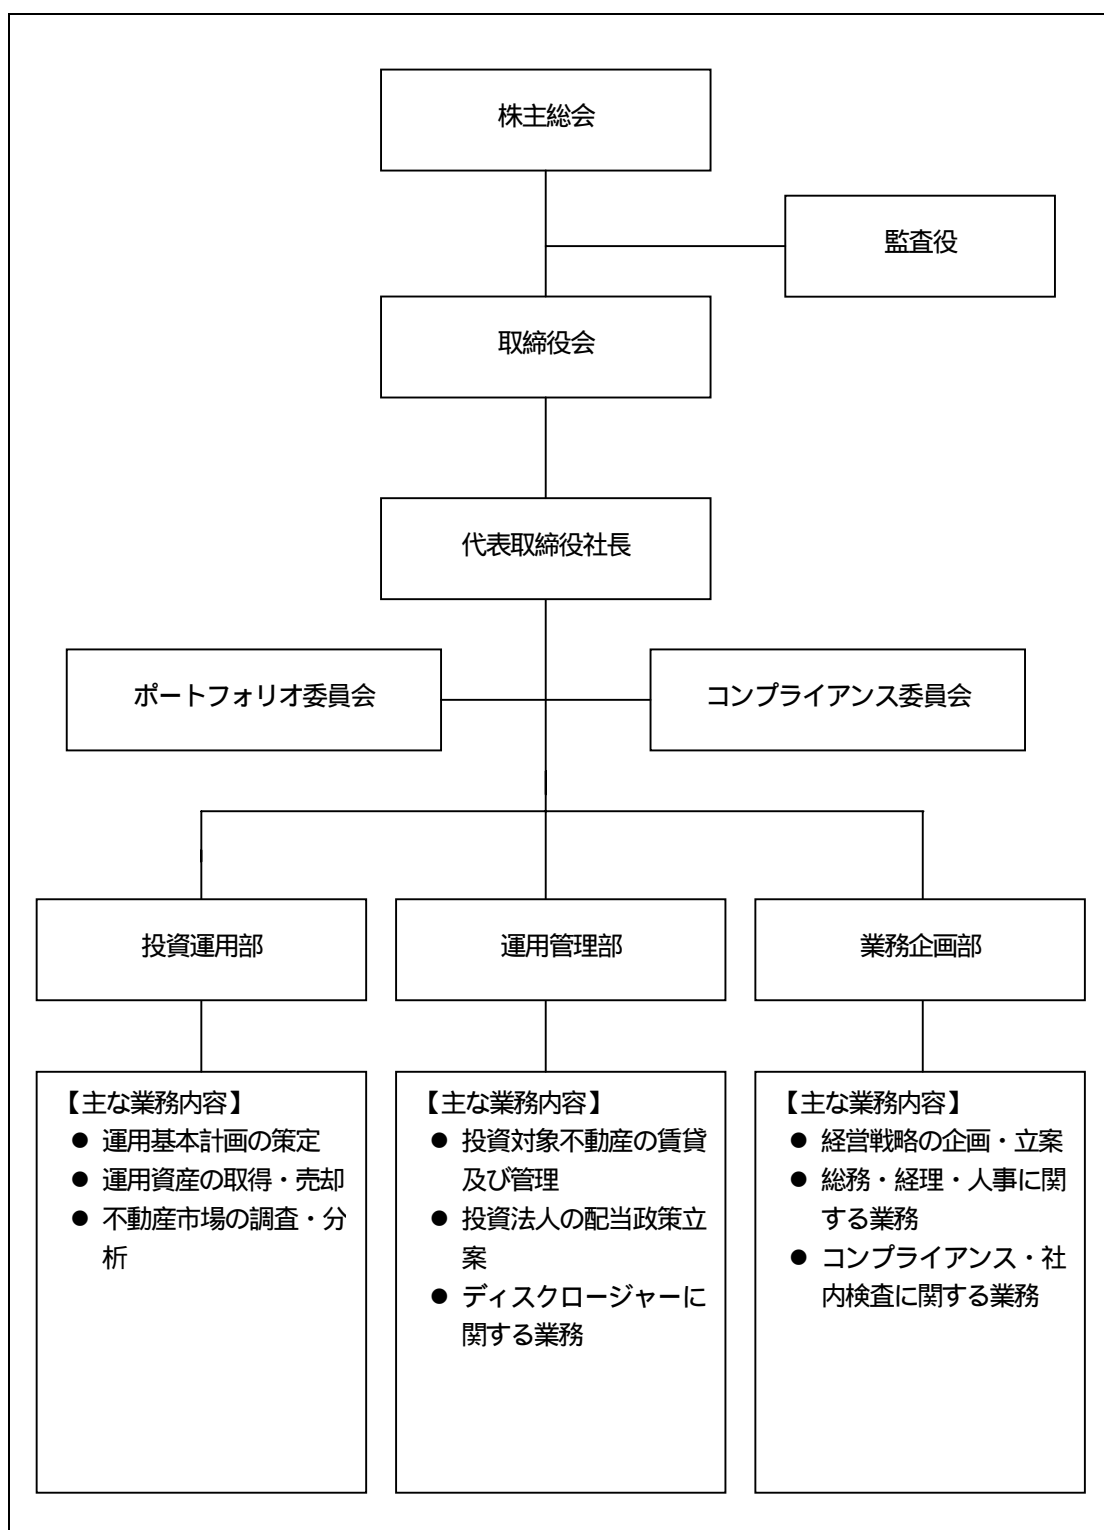 株主総会
監査役
取締役会
代表取締役社長
ポートフォリオ委員会
コンプライアンス委員会
投資運用部
運用管理部
業務企画部
【主な業務内容】
● 運用基本計画の策定
● 運用資産の取得・売却
● 不動産市場の調査・分
析
【主な業務内容】
● 投資対象不動産の賃貸
及び管理
● 投資法人の配当政策立
案
● ディスクロージャーに
関する業務
【主な業務内容】
● 経営戦略の企画・立案
● 総務・経理・人事に関
する業務
● コンプライアンス・社
内検査に関する業務